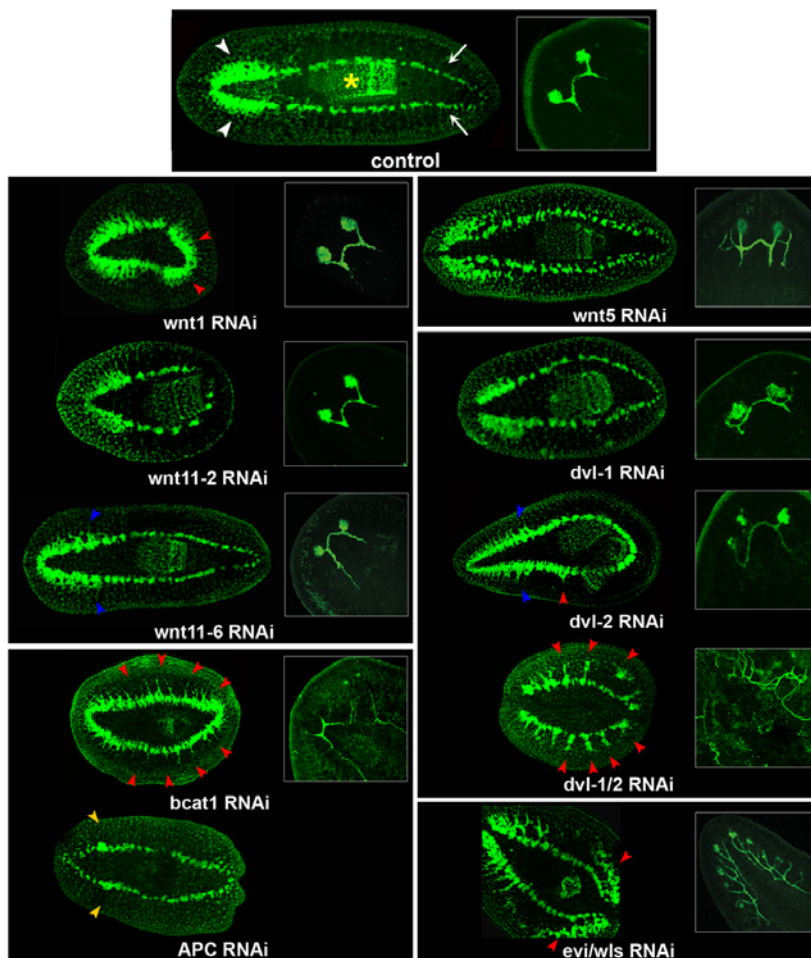 control
wnt1 RNAi
wnt11-2 RNAi
wnt11-6 RNAi
wnt5 RNAi
dvl-1 RNAi
dvl-2 RNAi
dvl-1/2 RNAi
bcat1 RNAi
APC RNAi
evi/wls RNAi